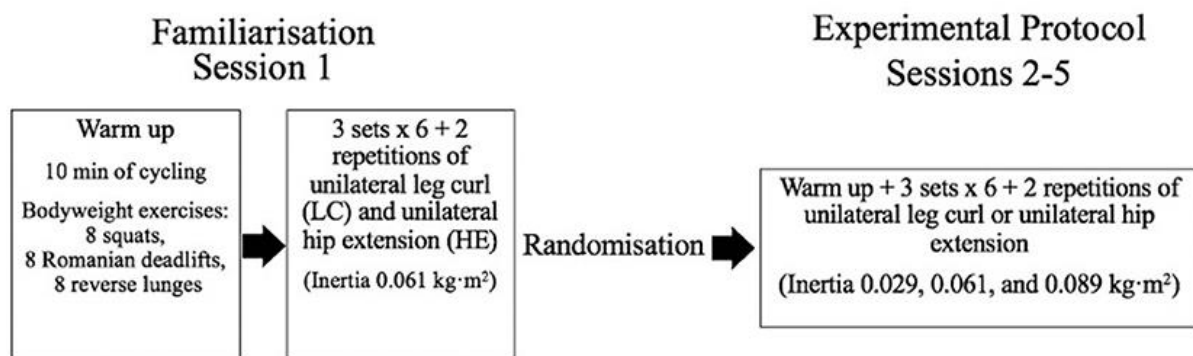 Familiarisation
Session 1
Experimental Protocol
Sessions 2-5
Warm up
10 min of cycling
Bodyweight exercises:
8 squats,
8 Romanian deadlifts,
8 reverse lunges
3 sets x 6 + 2
repetitions of
unilateral leg curl
(LC) and unilateral
hip extension (HE)
(Inertia 0.061 kg·m²)
Randomisation
Warm up + 3 sets x 6 + 2 repetitions of
unilateral leg curl or unilateral hip
extension
(Inertia 0.029, 0.061, and 0.089 kg·m²)